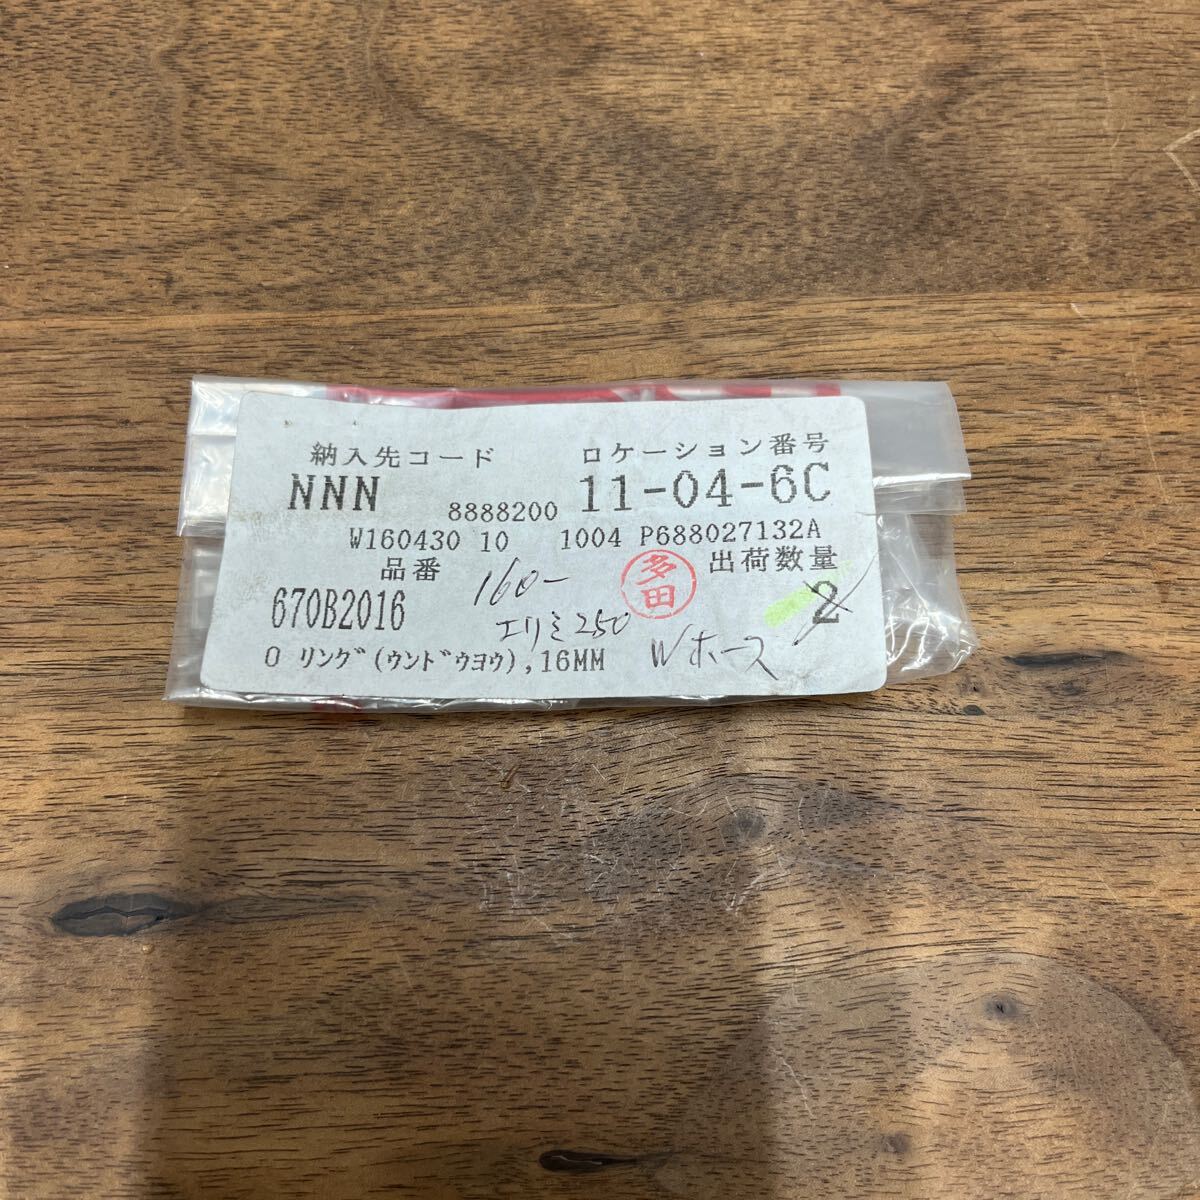 納入先コード ロケーション番号
NNN 8888200 11-04-6C
W160430 10 1004 P688027132A
品番 160- 多田 出荷数量
670B2016 エリミ250 2
O リング(ウンドウヨウ),16MM Wホース